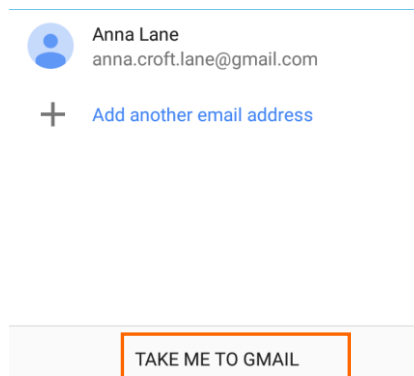 Anna Lane
anna.croft.lane@gmail.com
Add another email address
TAKE ME TO GMAIL